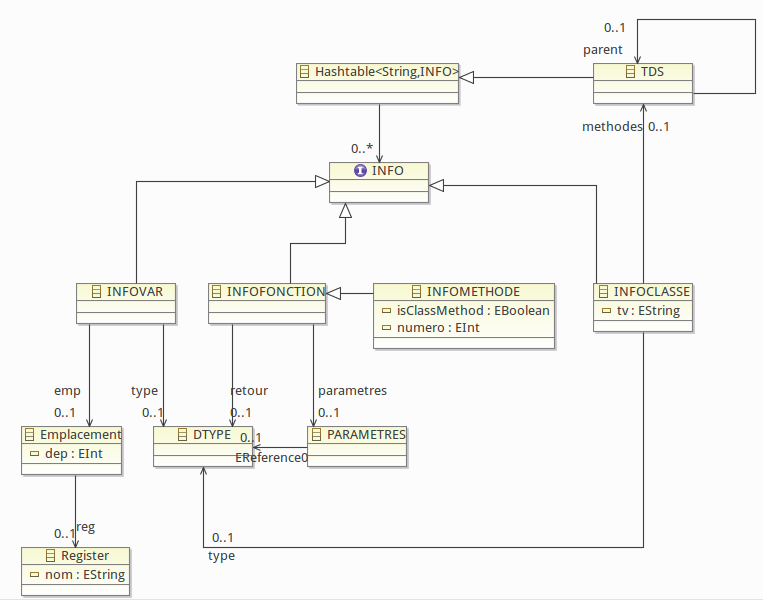 0..1
parent
Hashtable<String,INFO>
TDS
methodes 0..1
0..*
INFO
INFOVAR
INFOFONCTION
INFOMETHODE
isClassMethod : EBoolean
numero : EInt
INFOCLASSE
tv : EString
emp
0..1
type
0..1
retour
0..1
parametres
0..1
Emplacement
dep : EInt
DTYPE
0..1
EReference0
PARAMETRES
0..1
reg
0..1
type
Register
nom : EString